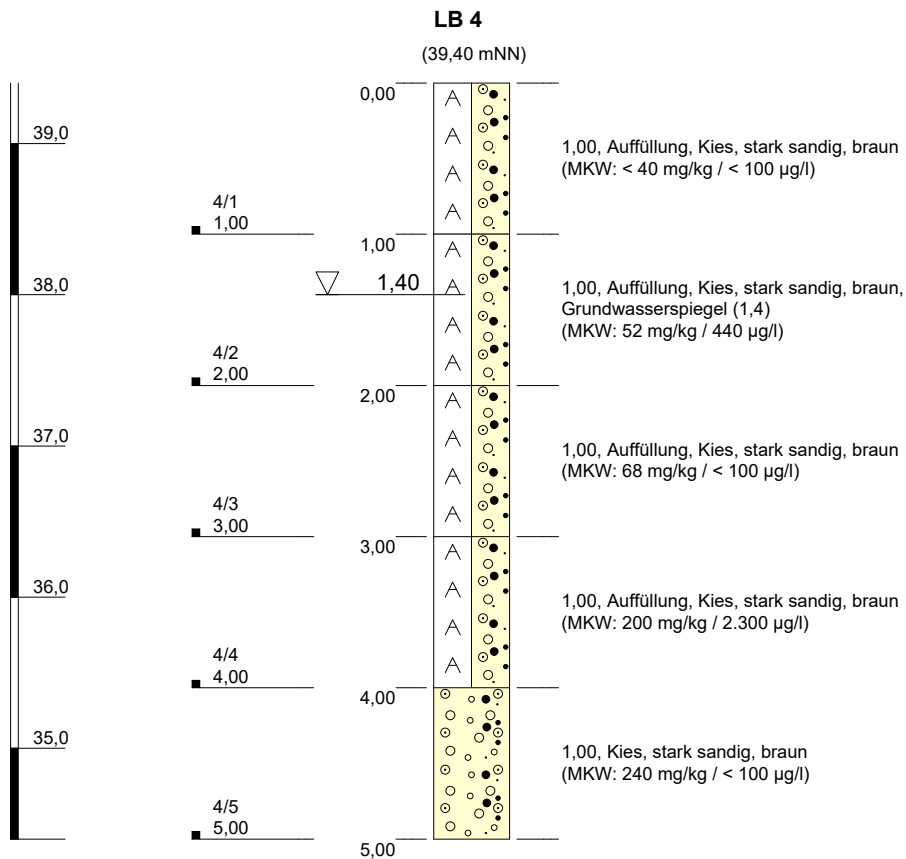 LB 4
(39,40 mNN)
0,00
39,0
1,00, Auffüllung, Kies, stark sandig, braun
(MKW: < 40 mg/kg / < 100 µg/l)
4/1
1,00
1,00
38,0
1,40
1,00, Auffüllung, Kies, stark sandig, braun,
Grundwasserspiegel (1,4)
(MKW: 52 mg/kg / 440 µg/l)
4/2
2,00
2,00
37,0
1,00, Auffüllung, Kies, stark sandig, braun
(MKW: 68 mg/kg / < 100 µg/l)
4/3
3,00
3,00
36,0
1,00, Auffüllung, Kies, stark sandig, braun
(MKW: 200 mg/kg / 2.300 µg/l)
4/4
4,00
4,00
35,0
1,00, Kies, stark sandig, braun
(MKW: 240 mg/kg / < 100 µg/l)
4/5
5,00
5,00